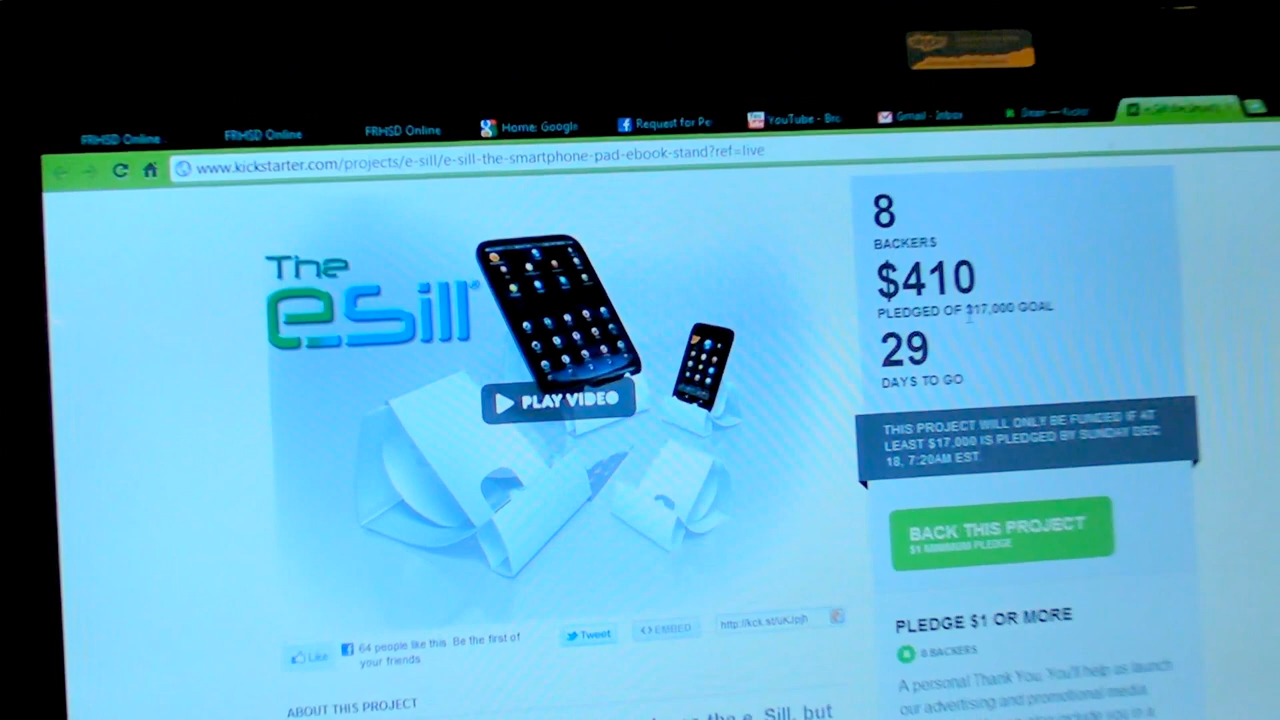 FRHSD Online
FRHSD Online
FRHSD Online
Home: Google
Request for Pe
YouTube - Bro
Gmail - Inbox
www.kickstarter.com/projects/e-sill/e-sill-the-smartphone-pad-ebook-stand?ref=live
The
eSill®
PLAY VIDEO
8
BACKERS
$410
PLEDGED OF $17,000 GOAL
29
DAYS TO GO
THIS PROJECT WILL ONLY BE FUNDED IF AT
LEAST $17,000 IS PLEDGED BY SUNDAY DEC
18, 7:20AM EST.
BACK THIS PROJECT
$1 MINIMUM PLEDGE
Like
64 people like this. Be the first of
your friends.
Tweet
<>EMBED
http://kck.st/uKJpjh
PLEDGE $1 OR MORE
8 BACKERS
A personal Thank You. You'll help us launch
our advertising and promotional media.
ABOUT THIS PROJECT
the e. Sill, but